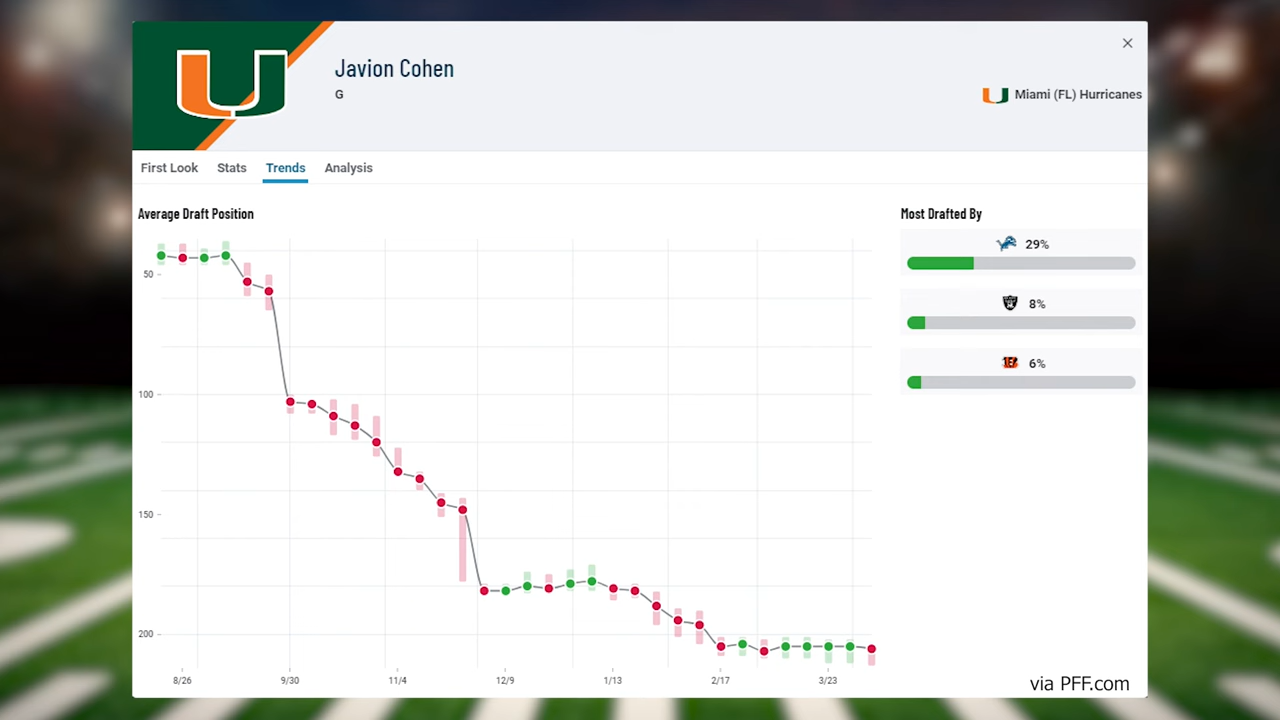 Javion Cohen
G
Miami (FL) Hurricanes
First Look Stats Trends Analysis
Average Draft Position
50
100
150
200
8/26 9/30 11/4 12/9 1/13 2/17 3/23
Most Drafted By
29%
8%
6%
via PFF.com